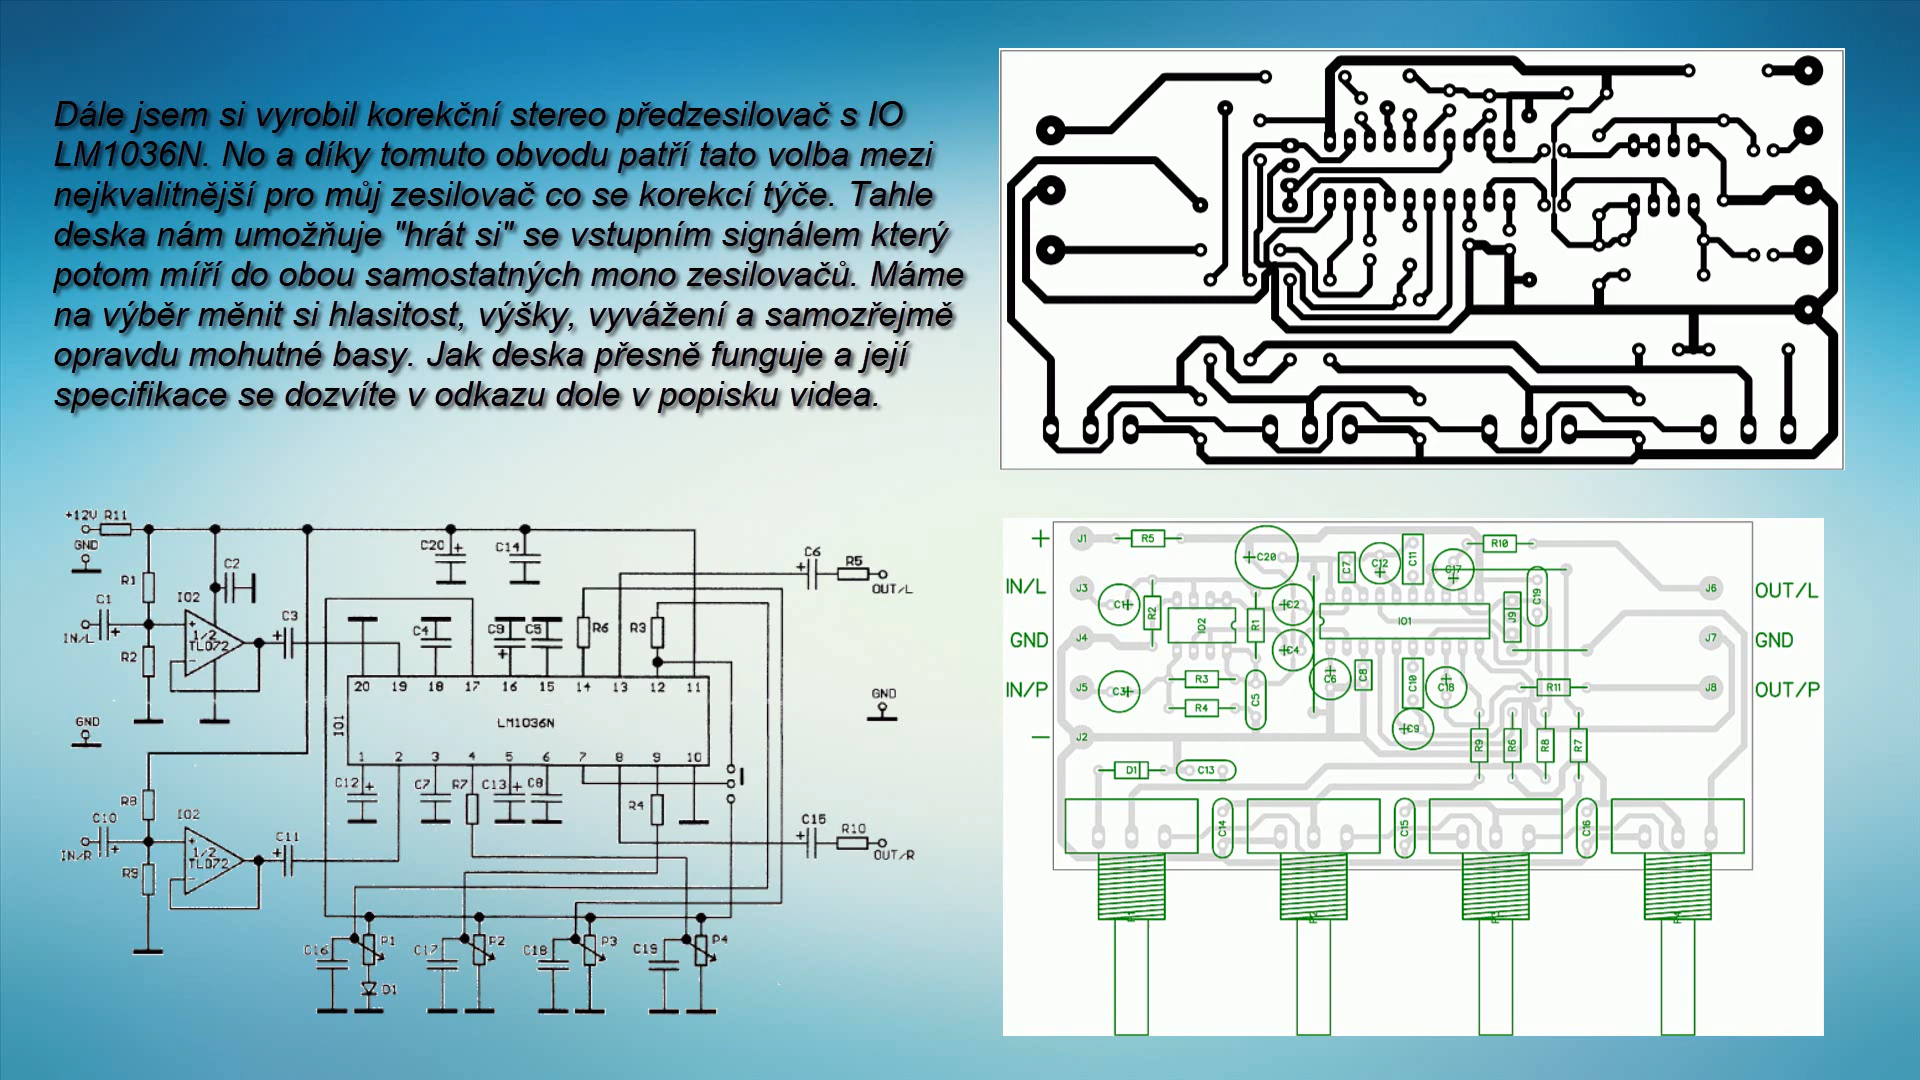 Dále jsem si vyrobil korekční stereo předzesilovač s IO
LM1036N. No a díky tomuto obvodu patří tato volba mezi
nejkvalitnější pro můj zesilovač co se korekcí týče. Tahle
deska nám umožňuje "hrát si" se vstupním signálem který
potom míří do obou samostatných mono zesilovačů. Máme
na výběr měnit si hlasitost, výšky, vyvážení a samozřejmě
opravdu mohutné basy. Jak deska přesně funguje a její
specifikace se dozvíte v odkazu dole v popisku videa.
+12V R11
GND
R1
C2
C20 +
C14
C6
R5
OUT/L
C1
IN/L
IO2
1/2
TL072
R2
C3
C4
C9
C5
R6
R3
20 19 18 17 16 15 14 13 12 11
IO1
LM1036N
1 2 3 4 5 6 7 8 9 10
GND
GND
C12
C7
R7
C13
C8
R4
R8
C10
IN/R
IO2
1/2
TL072
R9
C11
C15
R10
OUT/R
C16
P1
C17
P2
C18
P3
C19
P4
D1
+
J1
R5
C20
C7
C12
C11
C17
R10
IN/L
J3
C1
R2
IO2
R1
C2
IO1
J9
C19
J6
OUT/L
GND
J4
C4
J7
GND
IN/P
J5
C3
R3
R4
C5
C6
C8
C10
C18
R11
J8
OUT/P
−
J2
C9
R9
R6
R8
R7
D1
C13
C14
C15
C16